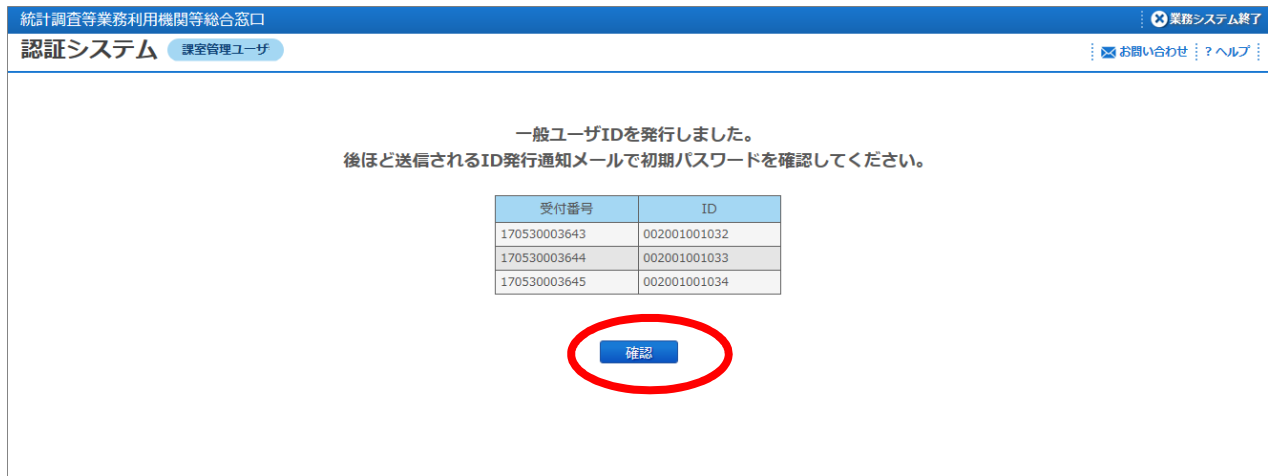 統計調査等業務利用機関等総合窓口
業務システム終了
認証システム 課室管理ユーザ
お問い合わせ ? ヘルプ
一般ユーザIDを発行しました。
後ほど送信されるID発行通知メールで初期パスワードを確認してください。
受付番号 ID
170530003643 002001001032
170530003644 002001001033
170530003645 002001001034
確認